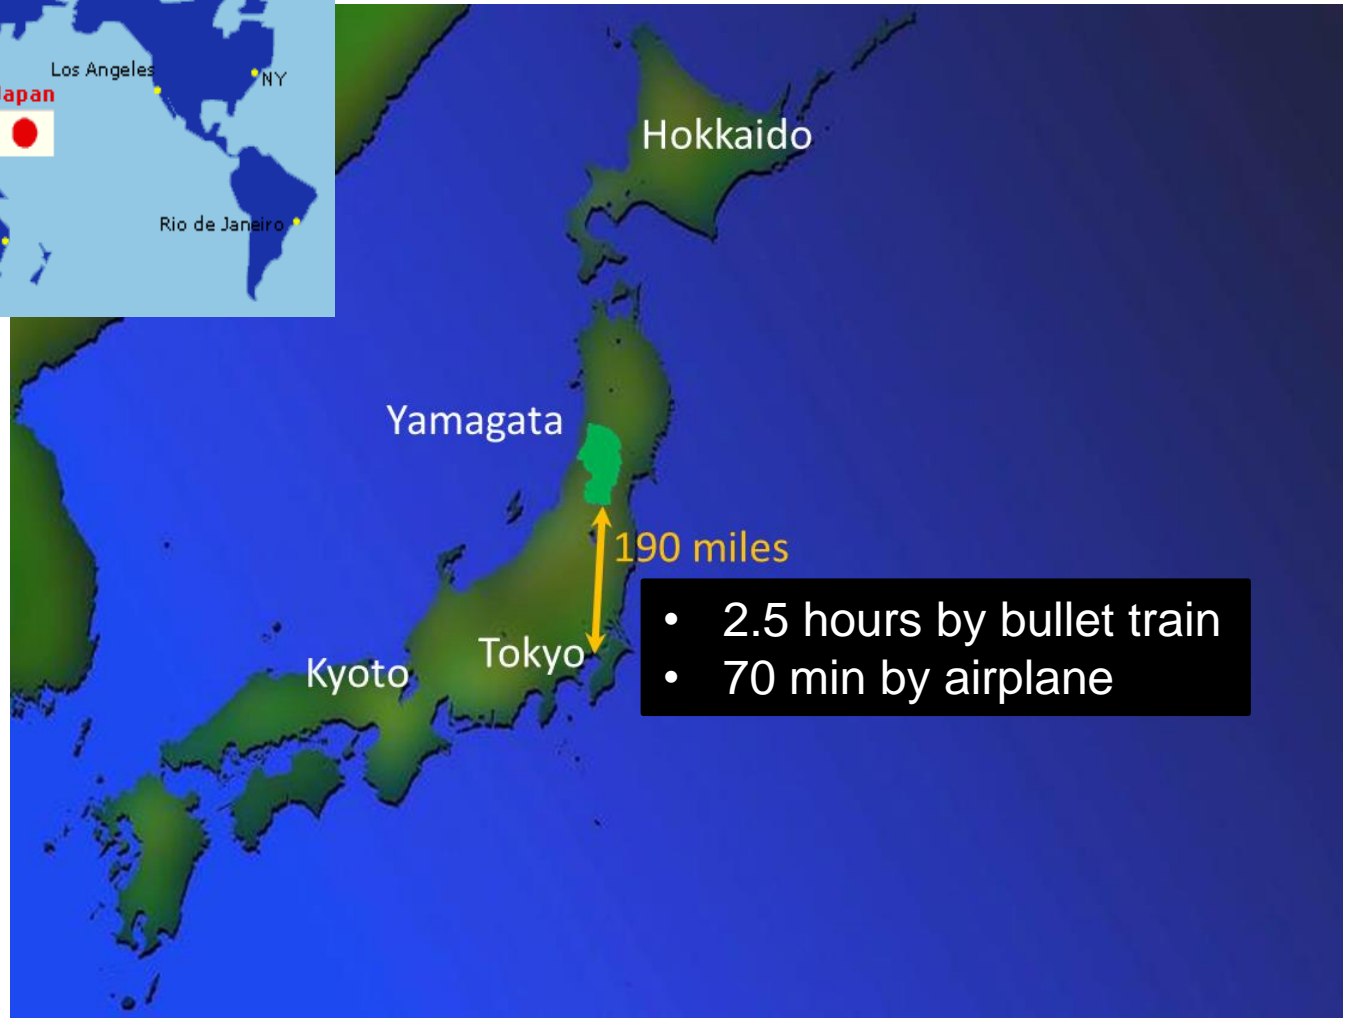 Los Angeles
NY
Japan
Rio de Janeiro
Hokkaido
Yamagata
190 miles
• 2.5 hours by bullet train
• 70 min by airplane
Tokyo
Kyoto